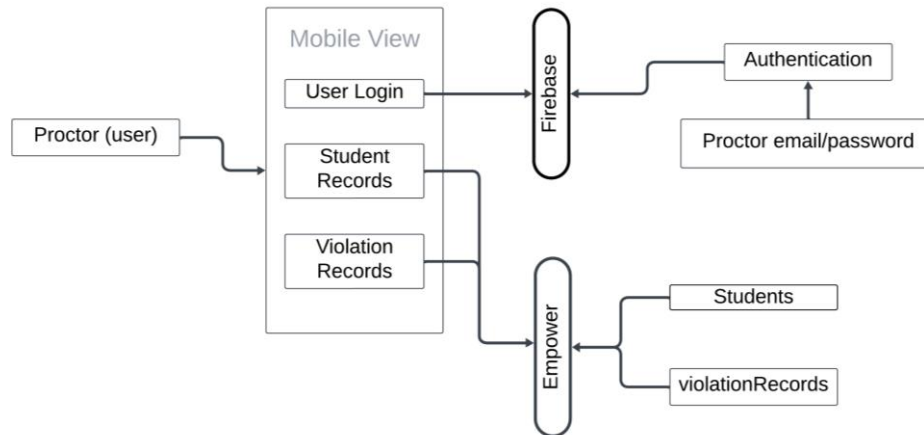 Mobile View
User Login
Proctor (user)
Student
Records
Violation
Records
Firebase
Authentication
Proctor email/password
Empower
Students
violationRecords